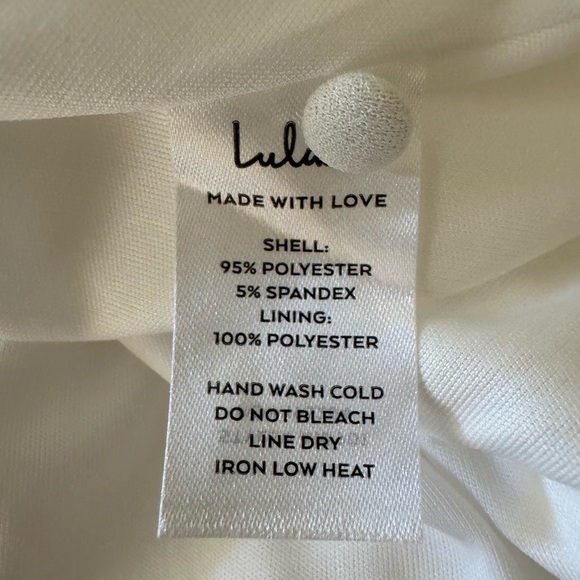 MADE WITH LOVE
SHELL:
95% POLYESTER
5% SPANDEX
LINING:
100% POLYESTER
HAND WASH COLD
DO NOT BLEACH
LINE DRY
IRON LOW HEAT